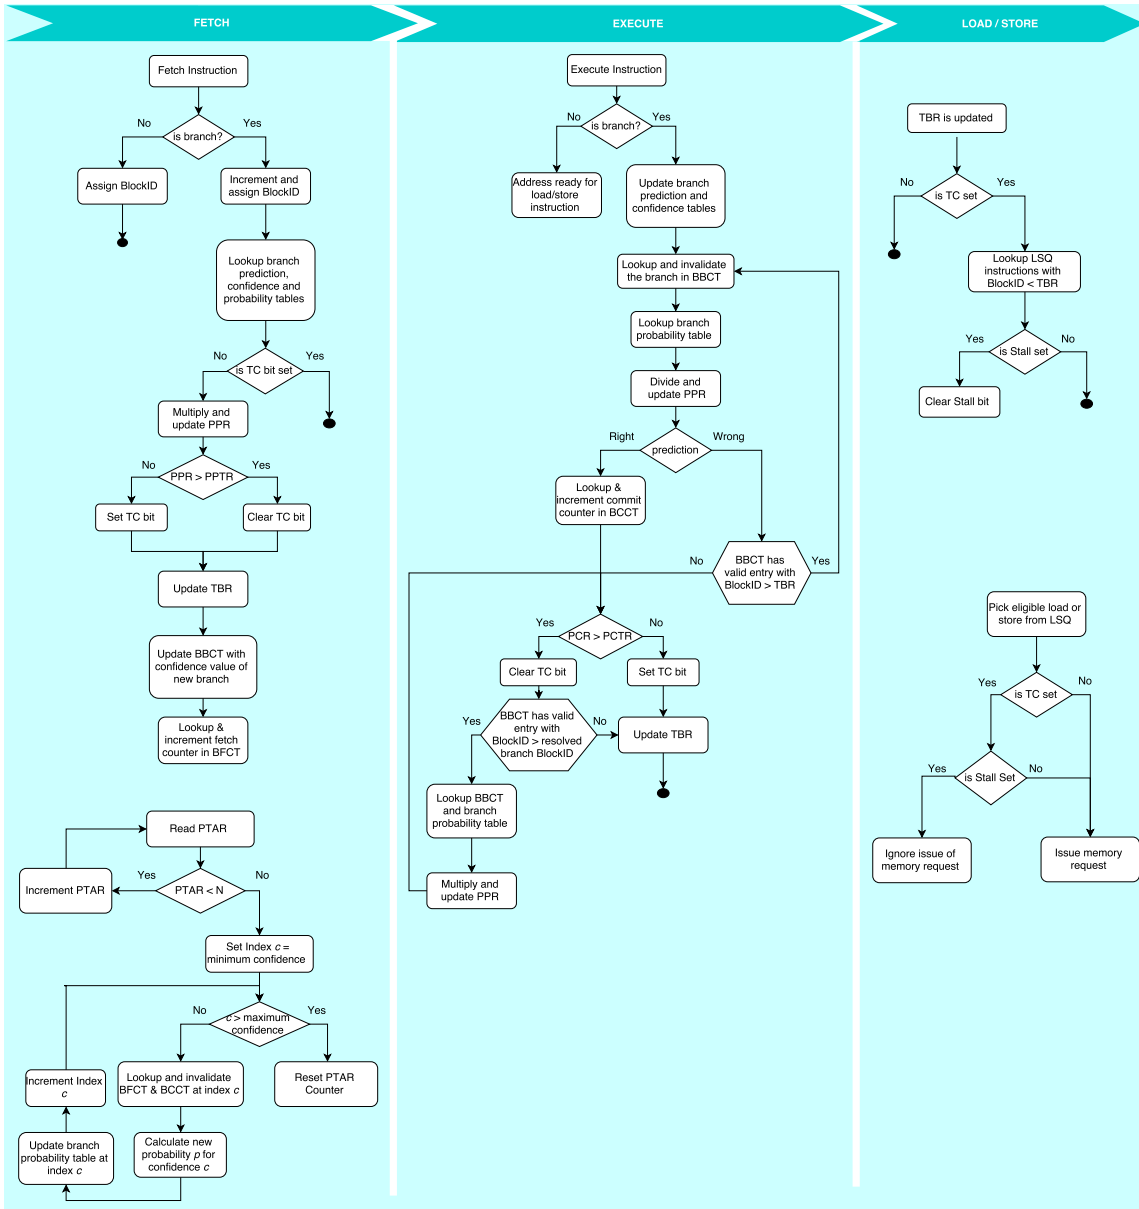 FETCH
Fetch Instruction
No
Yes
is branch?
Assign BlockID
Increment and
assign BlockID
Lookup branch
prediction,
confidence and
probability tables
No
Yes
is TC bit set
Multiply and
update PPR
No
Yes
PPR > PPTR
Set TC bit
Clear TC bit
Update TBR
Update BBCT with
confidence value of
new branch
Lookup &
increment fetch
counter in BFCT
Read PTAR
Yes
No
PTAR < N
Increment PTAR
Set Index c =
minimum confidence
No
Yes
c > maximum
confidence
Increment Index
c
Lookup and invalidate
BFCT & BCCT at index c
Reset PTAR
Counter
Update branch
probability table at
index c
Calculate new
probability p for
confidence c
EXECUTE
Execute Instruction
No
Yes
is branch?
Address ready for
load/store
instruction
Update branch
prediction and
confidence tables
Lookup and invalidate
the branch in BBCT
Lookup branch
probability table
Divide and
update PPR
Right
Wrong
prediction
Lookup &
increment commit
counter in BCCT
No
Yes
BBCT has
valid entry with
BlockID > TBR
Yes
No
PCR > PCTR
Clear TC bit
Set TC bit
Yes
No
BBCT has valid
entry with
BlockID > resolved
branch BlockID
Update TBR
Lookup BBCT
and branch
probability table
Multiply and
update PPR
LOAD / STORE
TBR is updated
No
Yes
is TC set
Lookup LSQ
instructions with
BlockID < TBR
Yes
No
is Stall set
Clear Stall bit
Pick eligible load or
store from LSQ
Yes
No
is TC set
Yes
No
is Stall Set
Ignore issue of
memory request
Issue memory
request